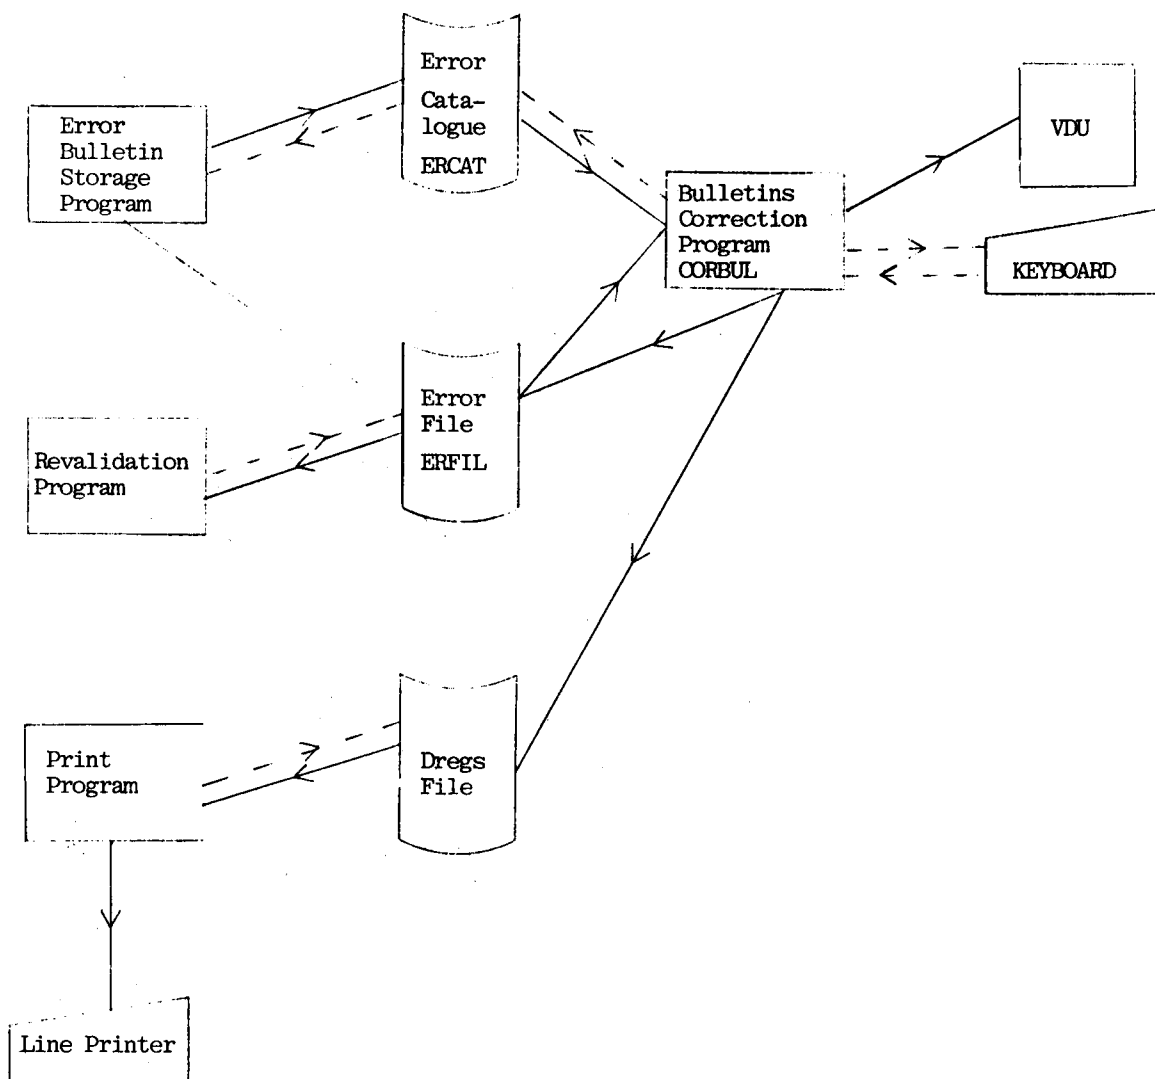 Error
Cata-
logue
ERCAT
Error
Bulletin
Storage
Program
VDU
Bulletins
Correction
Program
CORBUL
KEYBOARD
Error
File
ERFIL
Revalidation
Program
Print
Program
Dregs
File
Line Printer